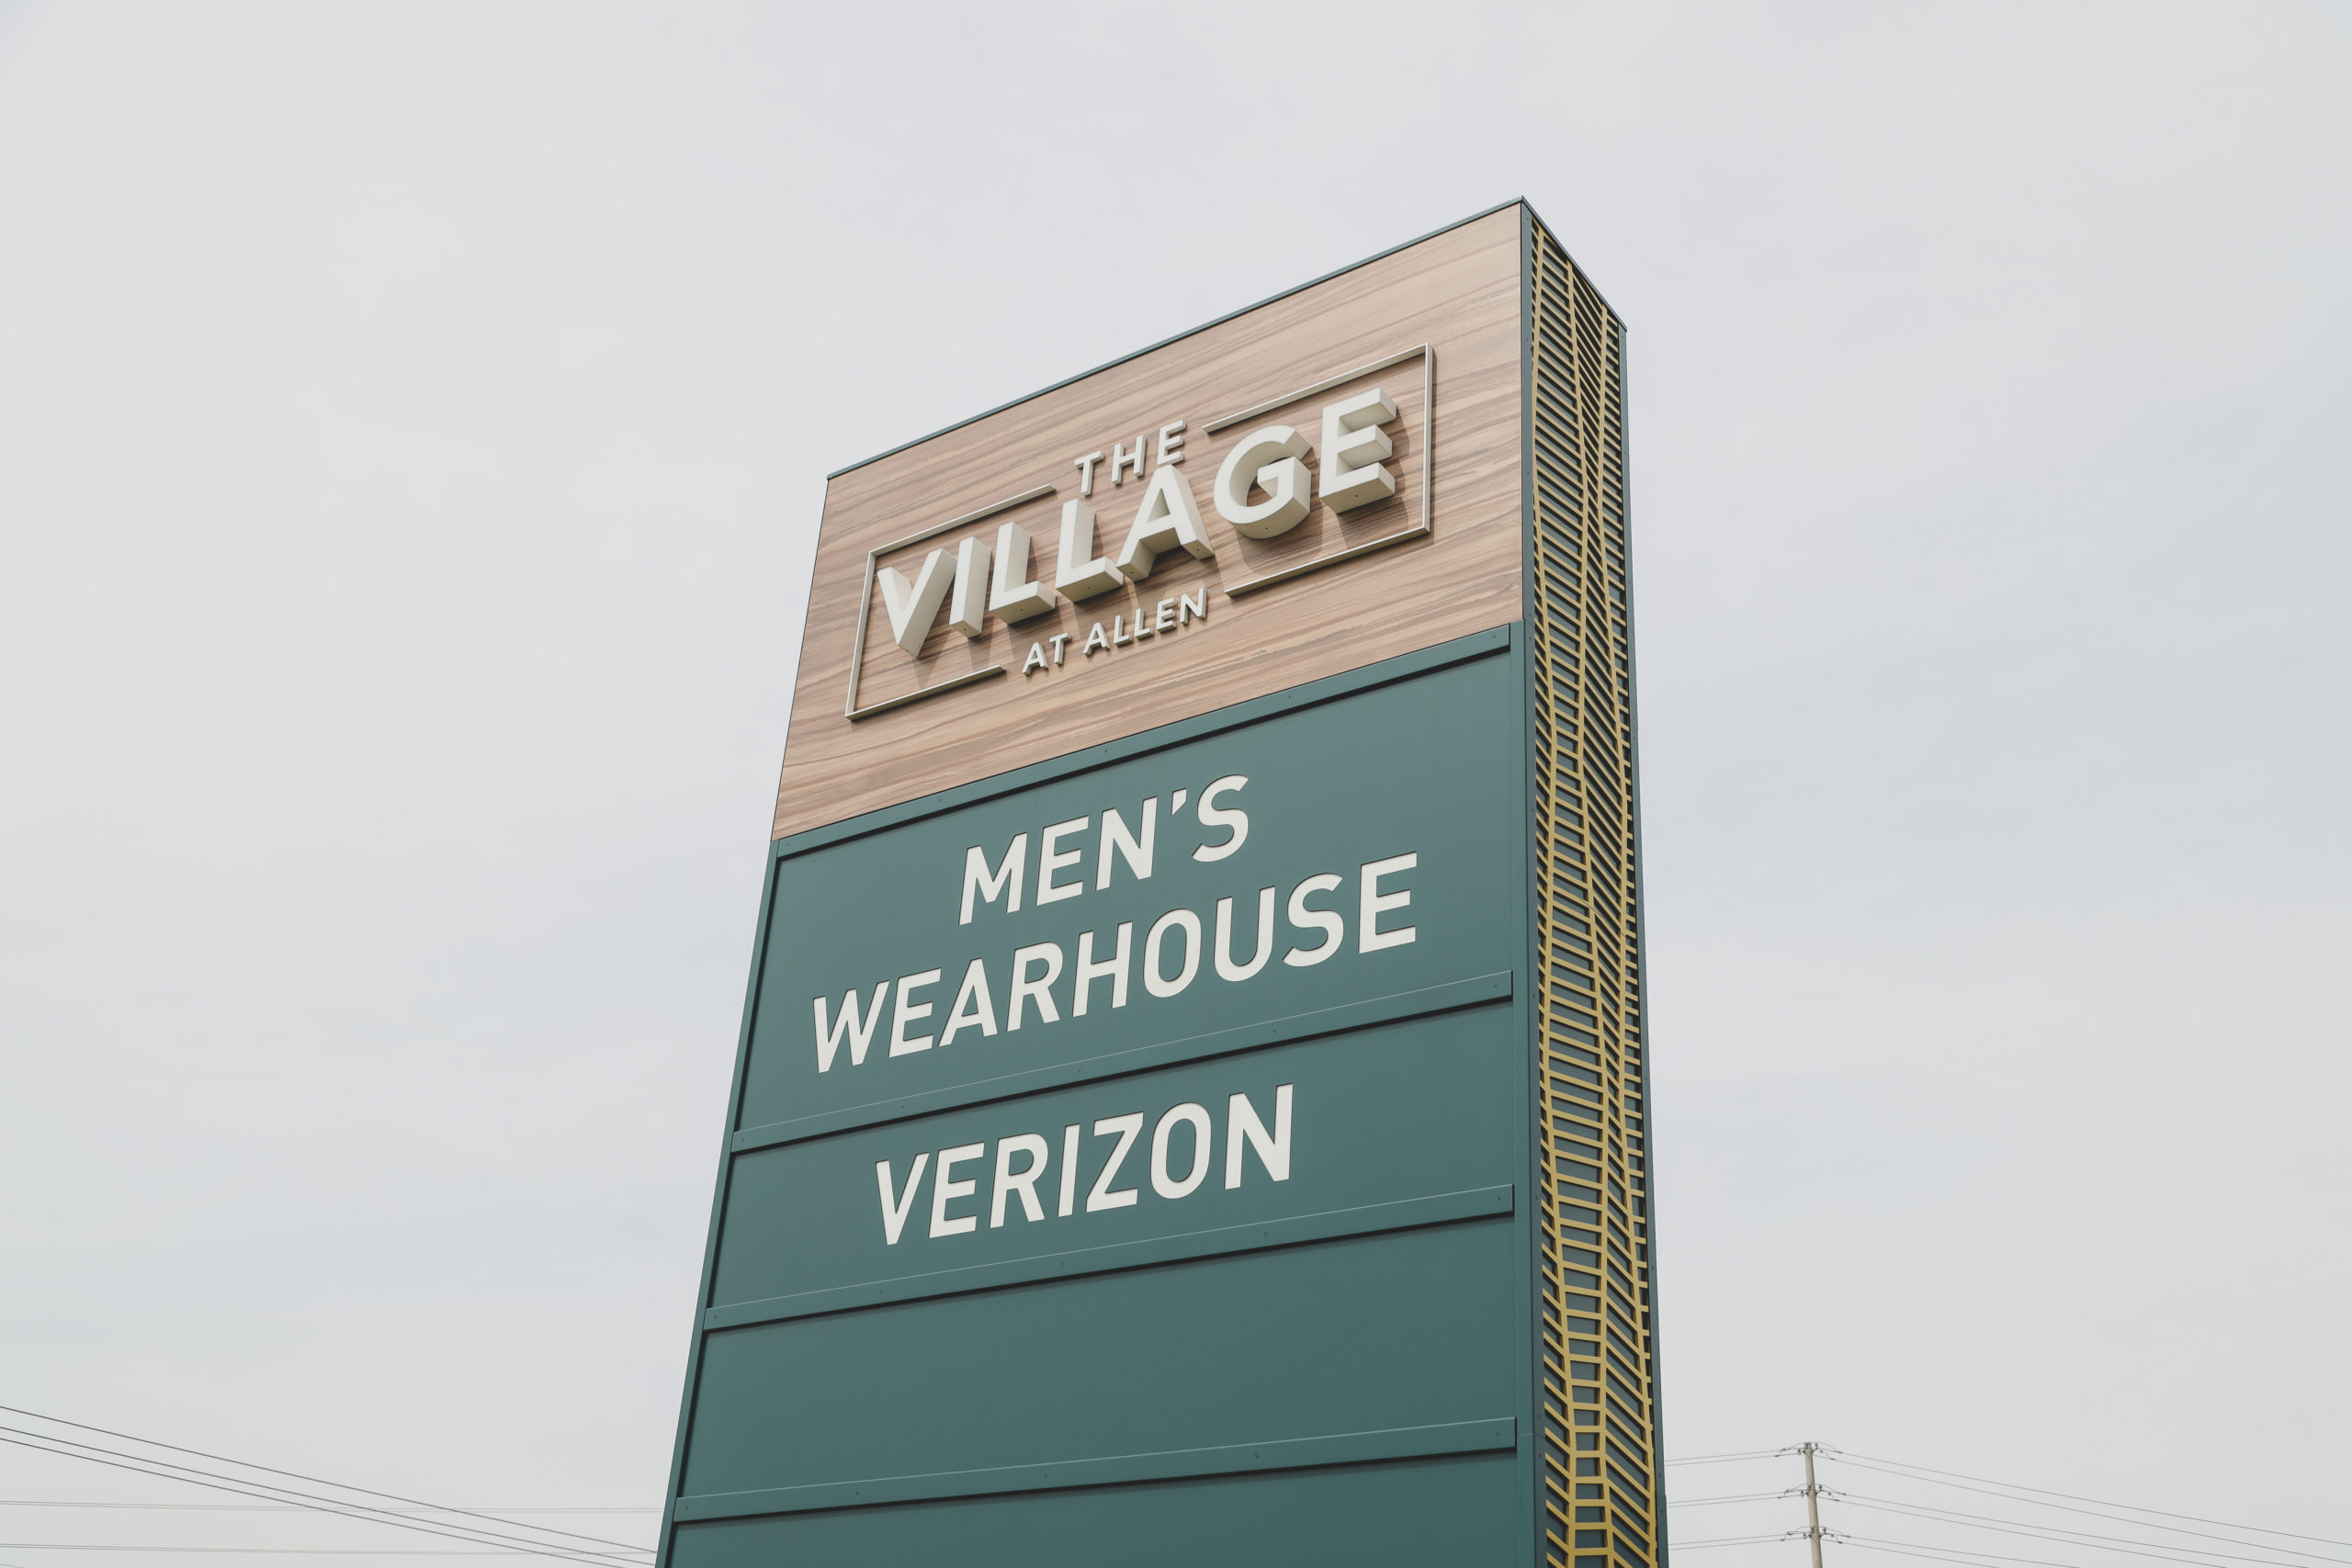 THE
VILLAGE
AT ALLEN
MEN'S
WEARHOUSE
VERIZON